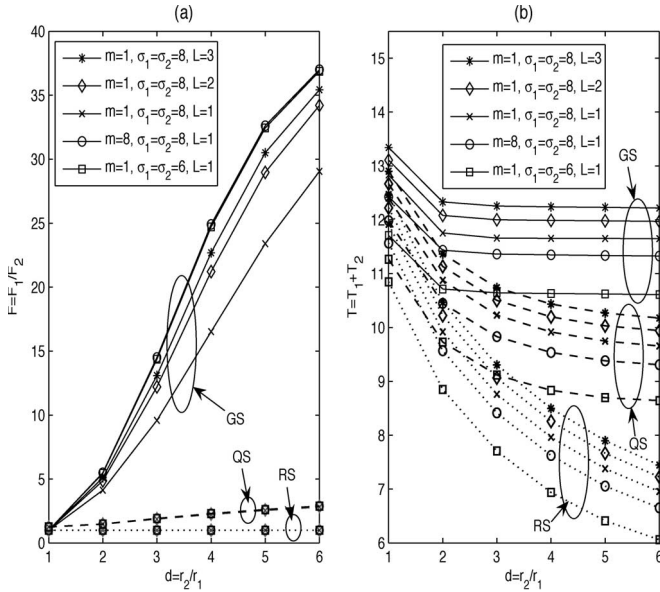 (a)
40
35
30
25
20
15
10
5
0
F=F₁/F₂
m=1, σ₁=σ₂=8, L=3
m=1, σ₁=σ₂=8, L=2
m=1, σ₁=σ₂=8, L=1
m=8, σ₁=σ₂=8, L=1
m=1, σ₁=σ₂=6, L=1
GS
QS
RS
1 2 3 4 5 6
d=r₂/r₁
(b)
15
14
13
12
11
10
9
8
7
6
T=T₁+T₂
m=1, σ₁=σ₂=8, L=3
m=1, σ₁=σ₂=8, L=2
m=1, σ₁=σ₂=8, L=1
m=8, σ₁=σ₂=8, L=1
m=1, σ₁=σ₂=6, L=1
GS
QS
RS
1 2 3 4 5 6
d=r₂/r₁